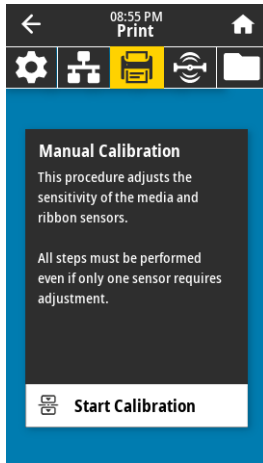 08:55 PM
Print
Manual Calibration
This procedure adjusts the
sensitivity of the media and
ribbon sensors.
All steps must be performed
even if only one sensor requires
adjustment.
Start Calibration